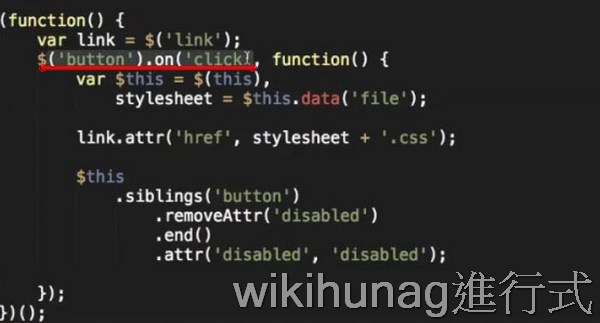 (function() {
var link = $('link');
$('button').on('click', function() {
var $this = $(this),
stylesheet = $this.data('file');
link.attr('href', stylesheet + '.css');
$this
.siblings('button')
.removeAttr('disabled')
.end()
.attr('disabled', 'disabled');
});
})();
wikihunag進行式